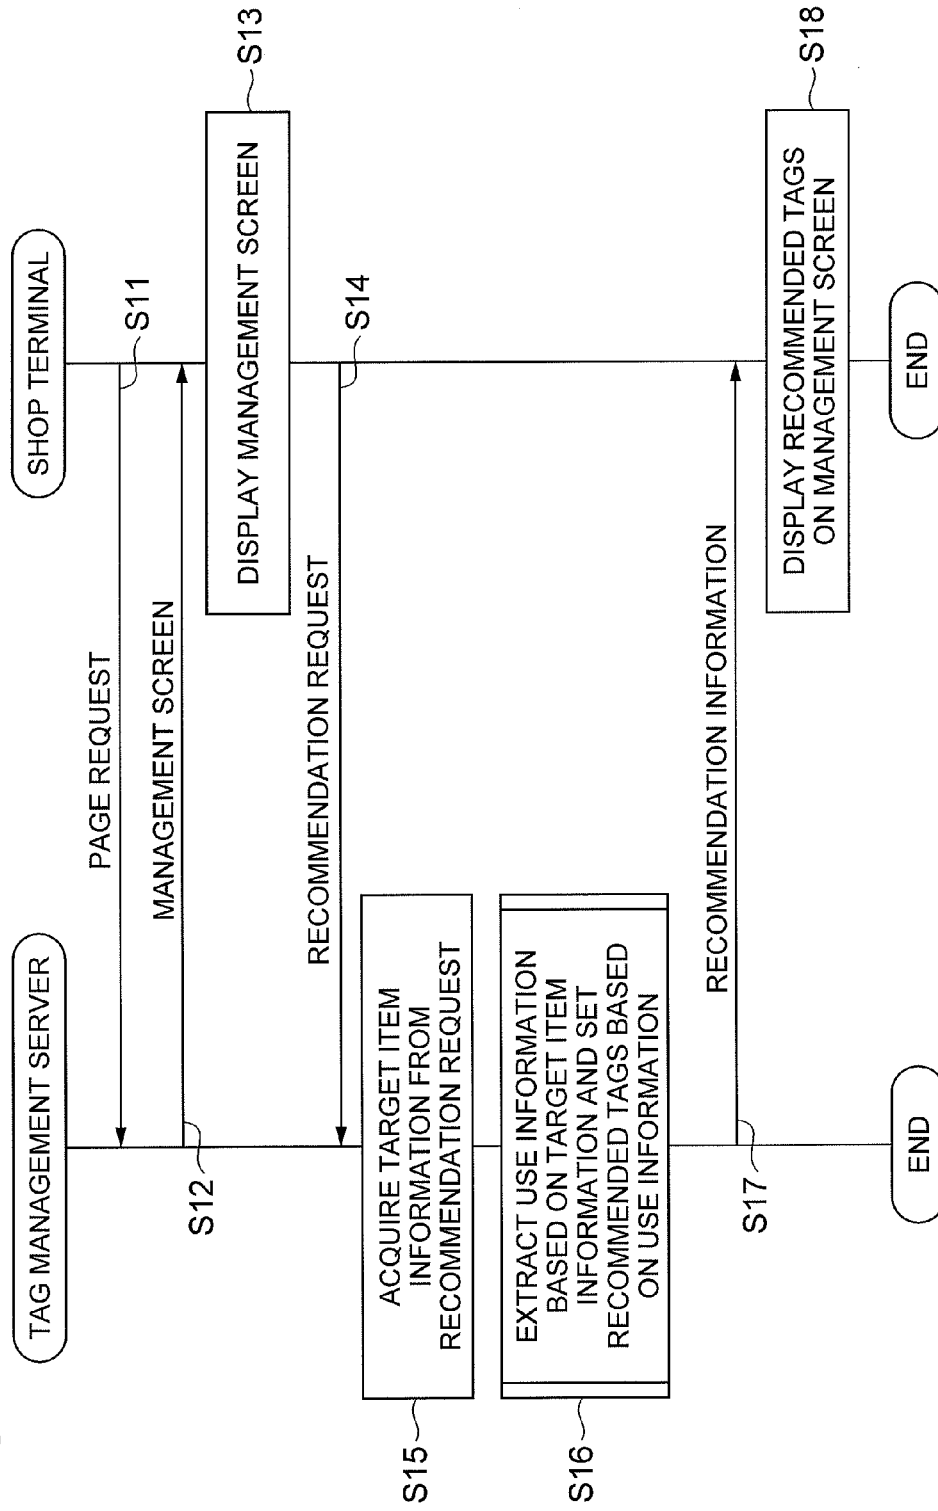 TAG MANAGEMENT SERVER
SHOP TERMINAL
PAGE REQUEST
S11
MANAGEMENT SCREEN
S12
DISPLAY MANAGEMENT SCREEN
S13
RECOMMENDATION REQUEST
S14
ACQUIRE TARGET ITEM
INFORMATION FROM
RECOMMENDATION REQUEST
S15
EXTRACT USE INFORMATION
BASED ON TARGET ITEM
INFORMATION AND SET
RECOMMENDED TAGS BASED
ON USE INFORMATION
S16
RECOMMENDATION INFORMATION
S17
DISPLAY RECOMMENDED TAGS
ON MANAGEMENT SCREEN
S18
END
END